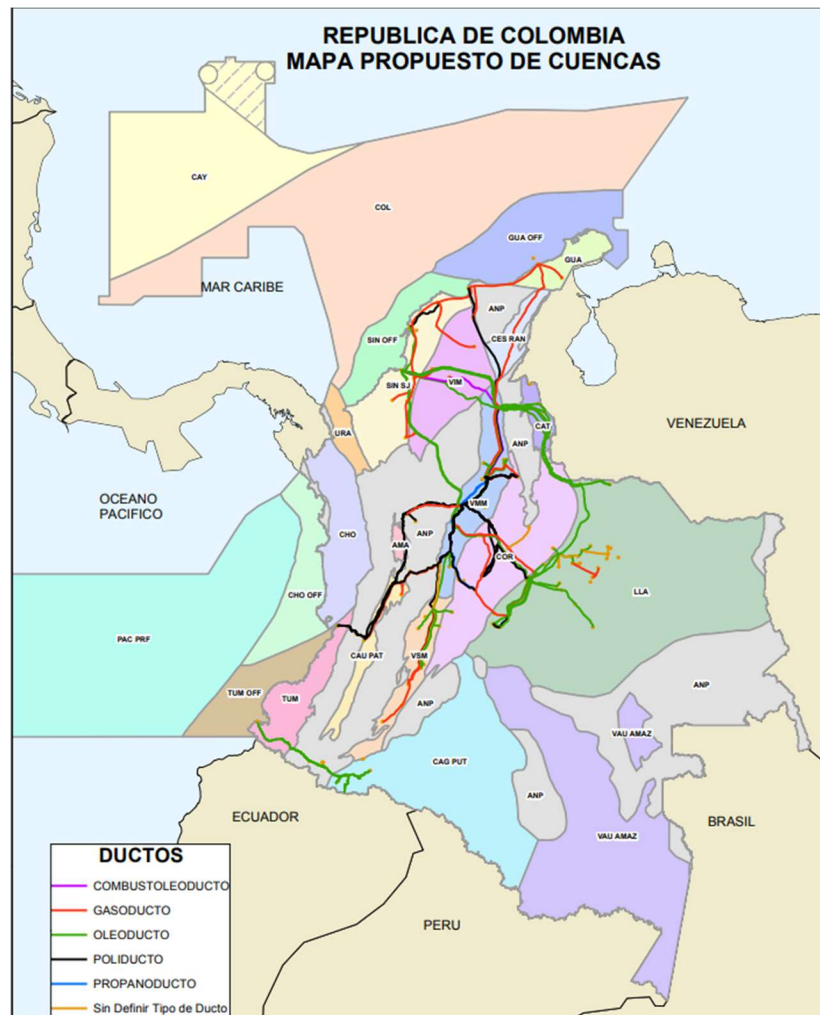 REPUBLICA DE COLOMBIA
MAPA PROPUESTO DE CUENCAS
CAY
COL
GUA OFF
GUA
MAR CARIBE
ANP
SIN OFF
CES RAN
SIN SJ
VIM
VENEZUELA
URA
CAT
ANP
OCEANO
PACIFICO
VMM
CHO
ANP
AMA
COR
LLA
CHO OFF
PAC PRF
CAU PAT
VSM
TUM OFF
TUM
ANP
ANP
VAU AMAZ
CAG PUT
ANP
ECUADOR
BRASIL
VAU AMAZ
PERU
DUCTOS
COMBUSTOLEODUCTO
GASODUCTO
OLEODUCTO
POLIDUCTO
PROPANODUCTO
Sin Definir Tipo de Ducto